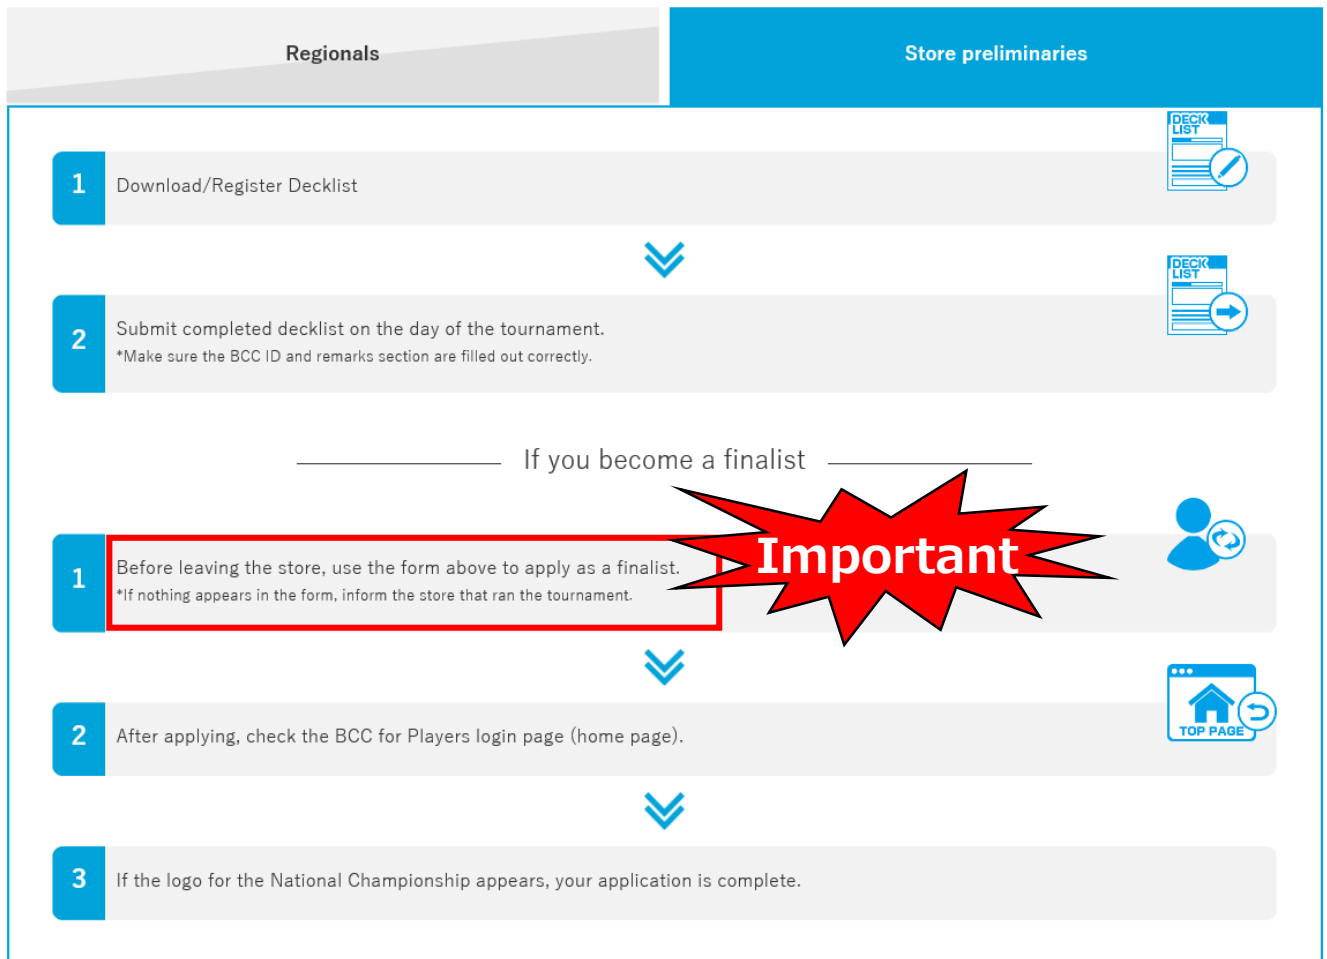 Regionals
Store preliminaries
DECK
LIST
1
Download/Register Decklist
DECK
LIST
2
Submit completed decklist on the day of the tournament.
*Make sure the BCC ID and remarks section are filled out correctly.
If you become a finalist
Important
1
Before leaving the store, use the form above to apply as a finalist.
*If nothing appears in the form, inform the store that ran the tournament.
2
After applying, check the BCC for Players login page (home page).
TOP PAGE
3
If the logo for the National Championship appears, your application is complete.